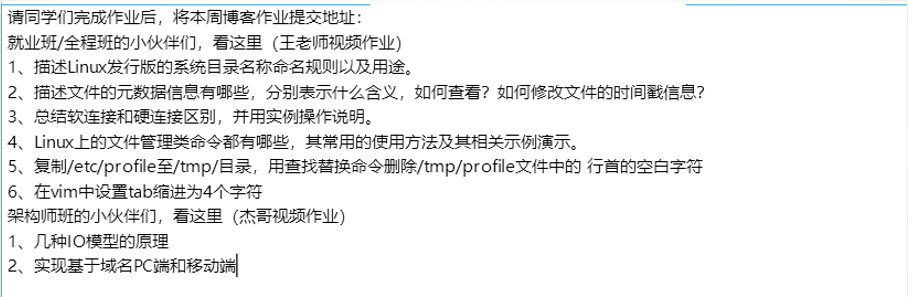 请同学们完成作业后，将本周博客作业提交地址：
就业班/全程班的小伙伴们，看这里（王老师视频作业）
1、描述Linux发行版的系统目录名称命名规则以及用途。
2、描述文件的元数据信息有哪些，分别表示什么含义，如何查看？如何修改文件的时间戳信息？
3、总结软连接和硬连接区别，并用实例操作说明。
4、Linux上的文件管理类命令都有哪些，其常用的使用方法及其相关示例演示。
5、复制/etc/profile至/tmp/目录，用查找替换命令删除/tmp/profile文件中的 行首的空白字符
6、在vim中设置tab缩进为4个字符
架构师班的小伙伴们，看这里（杰哥视频作业）
1、几种IO模型的原理
2、实现基于域名PC端和移动端